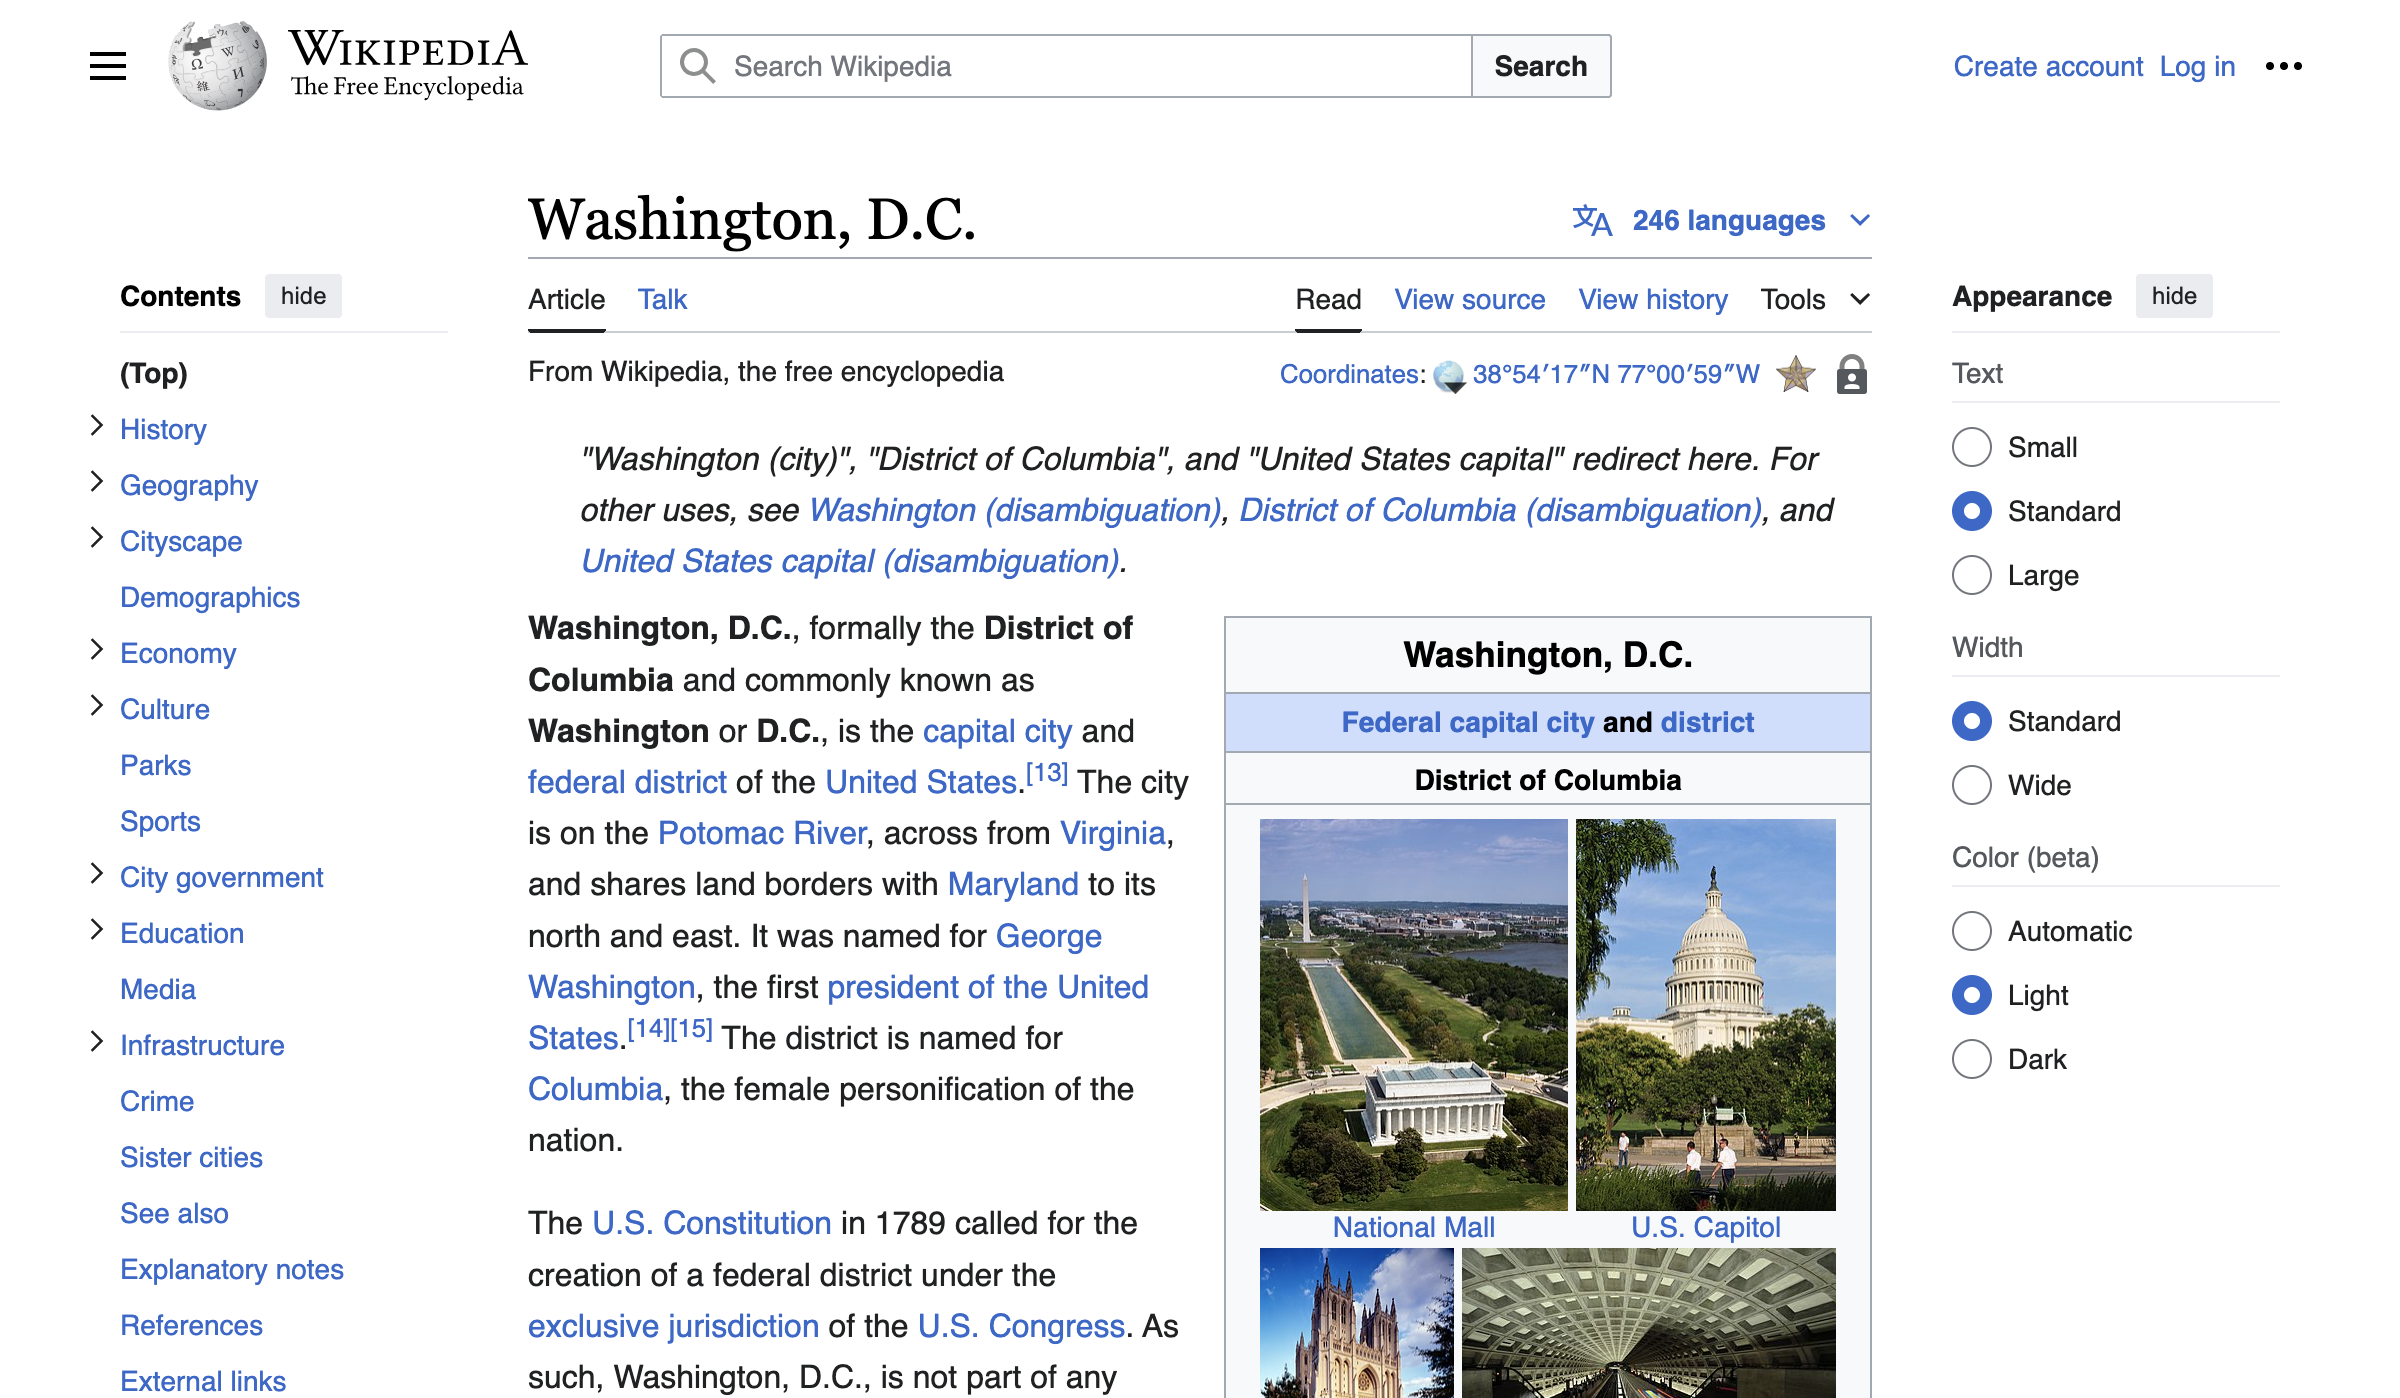 WIKIPEDIA
The Free Encyclopedia
Search Wikipedia
Search
Create account Log in
Washington, D.C.
246 languages
Contents hide
(Top)
History
Geography
Cityscape
Demographics
Economy
Culture
Parks
Sports
City government
Education
Media
Infrastructure
Crime
Sister cities
See also
Explanatory notes
References
External links
Article Talk
Read View source View history Tools
From Wikipedia, the free encyclopedia
Coordinates: 38°54′17″N 77°00′59″W
"Washington (city)", "District of Columbia", and "United States capital" redirect here. For
other uses, see Washington (disambiguation), District of Columbia (disambiguation), and
United States capital (disambiguation).
Washington, D.C., formally the District of
Columbia and commonly known as
Washington or D.C., is the capital city and
federal district of the United States.[13] The city
is on the Potomac River, across from Virginia,
and shares land borders with Maryland to its
north and east. It was named for George
Washington, the first president of the United
States.[14][15] The district is named for
Columbia, the female personification of the
nation.
The U.S. Constitution in 1789 called for the
creation of a federal district under the
exclusive jurisdiction of the U.S. Congress. As
such, Washington, D.C., is not part of any
Washington, D.C.
Federal capital city and district
District of Columbia
National Mall
U.S. Capitol
Appearance hide
Text
Small
Standard
Large
Width
Standard
Wide
Color (beta)
Automatic
Light
Dark